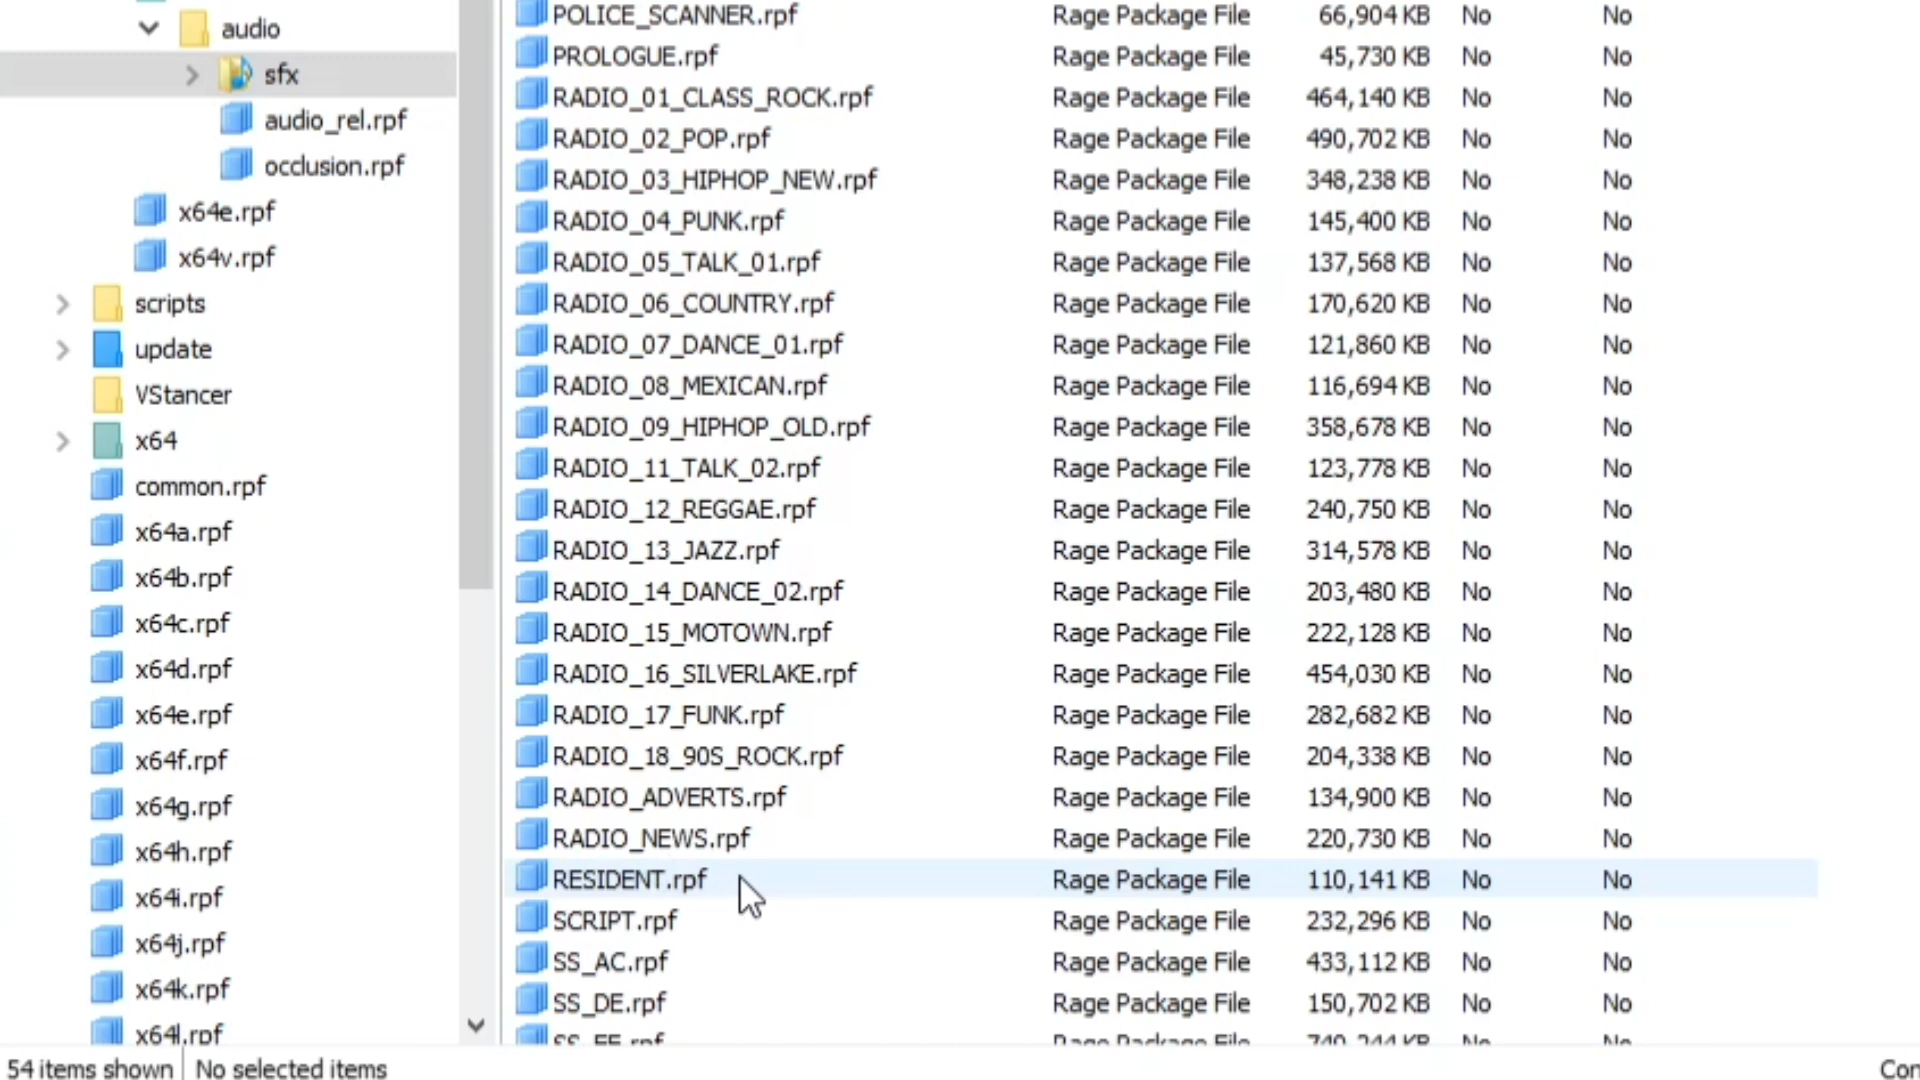 audio
sfx
audio_rel.rpf
occlusion.rpf
x64e.rpf
x64v.rpf
scripts
update
VStancer
x64
common.rpf
x64a.rpf
x64b.rpf
x64c.rpf
x64d.rpf
x64e.rpf
x64f.rpf
x64g.rpf
x64h.rpf
x64i.rpf
x64j.rpf
x64k.rpf
x64l.rpf
POLICE_SCANNER.rpf Rage Package File 66,904 KB No No
PROLOGUE.rpf Rage Package File 45,730 KB No No
RADIO_01_CLASS_ROCK.rpf Rage Package File 464,140 KB No No
RADIO_02_POP.rpf Rage Package File 490,702 KB No No
RADIO_03_HIPHOP_NEW.rpf Rage Package File 348,238 KB No No
RADIO_04_PUNK.rpf Rage Package File 145,400 KB No No
RADIO_05_TALK_01.rpf Rage Package File 137,568 KB No No
RADIO_06_COUNTRY.rpf Rage Package File 170,620 KB No No
RADIO_07_DANCE_01.rpf Rage Package File 121,860 KB No No
RADIO_08_MEXICAN.rpf Rage Package File 116,694 KB No No
RADIO_09_HIPHOP_OLD.rpf Rage Package File 358,678 KB No No
RADIO_11_TALK_02.rpf Rage Package File 123,778 KB No No
RADIO_12_REGGAE.rpf Rage Package File 240,750 KB No No
RADIO_13_JAZZ.rpf Rage Package File 314,578 KB No No
RADIO_14_DANCE_02.rpf Rage Package File 203,480 KB No No
RADIO_15_MOTOWN.rpf Rage Package File 222,128 KB No No
RADIO_16_SILVERLAKE.rpf Rage Package File 454,030 KB No No
RADIO_17_FUNK.rpf Rage Package File 282,682 KB No No
RADIO_18_90S_ROCK.rpf Rage Package File 204,338 KB No No
RADIO_ADVERTS.rpf Rage Package File 134,900 KB No No
RADIO_NEWS.rpf Rage Package File 220,730 KB No No
RESIDENT.rpf Rage Package File 110,141 KB No No
SCRIPT.rpf Rage Package File 232,296 KB No No
SS_AC.rpf Rage Package File 433,112 KB No No
SS_DE.rpf Rage Package File 150,702 KB No No
Rage Package File No No
54 items shown No selected items
Con